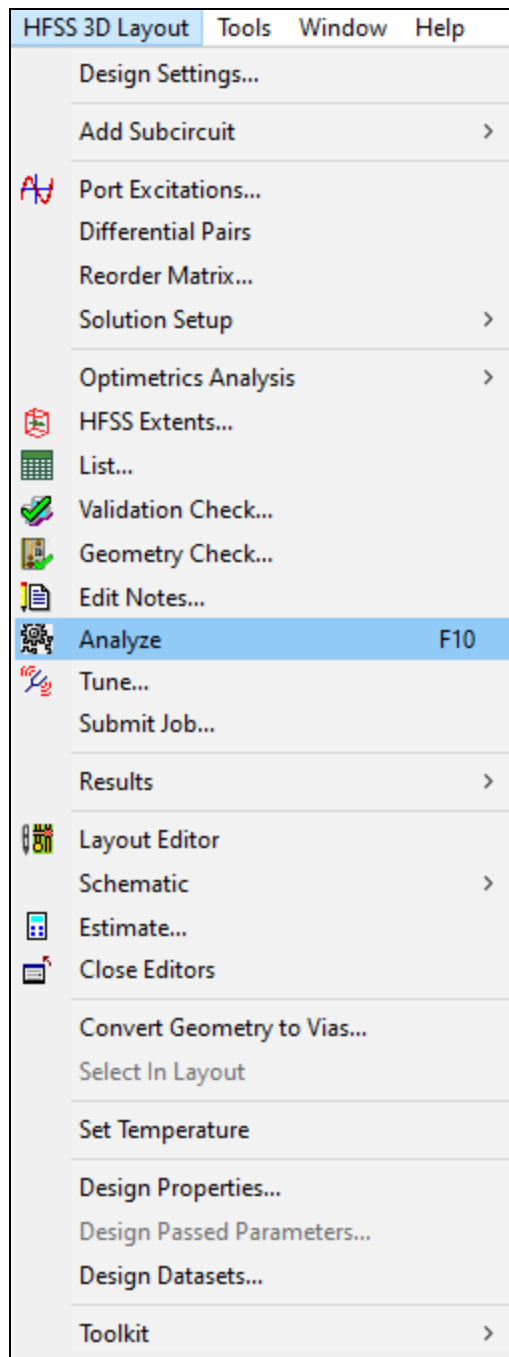 HFSS 3D Layout Tools Window Help
Design Settings...
Add Subcircuit
Port Excitations...
Differential Pairs
Reorder Matrix...
Solution Setup
Optimetrics Analysis
HFSS Extents...
List...
Validation Check...
Geometry Check...
Edit Notes...
Analyze F10
Tune...
Submit Job...
Results
Layout Editor
Schematic
Estimate...
Close Editors
Convert Geometry to Vias...
Select In Layout
Set Temperature
Design Properties...
Design Passed Parameters...
Design Datasets...
Toolkit